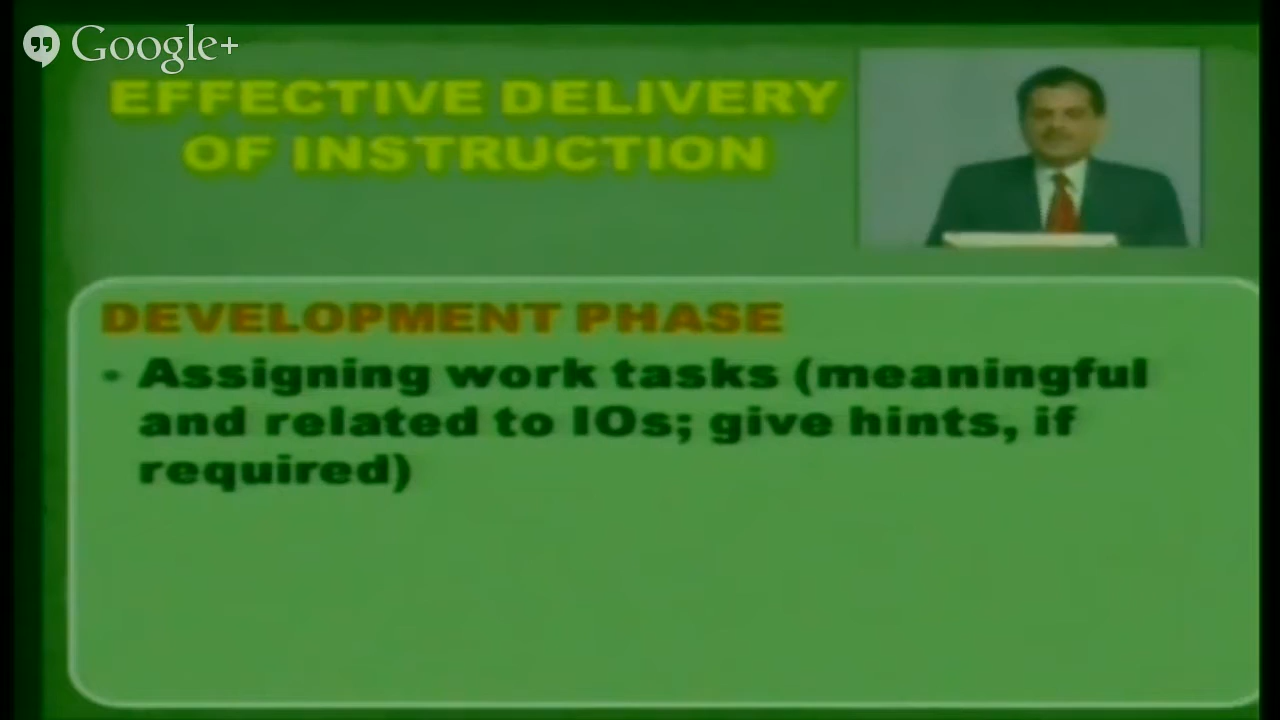 Google+
EFFECTIVE DELIVERY
OF INSTRUCTION
DEVELOPMENT PHASE
• Assigning work tasks (meaningful
and related to IOs; give hints, if
required)